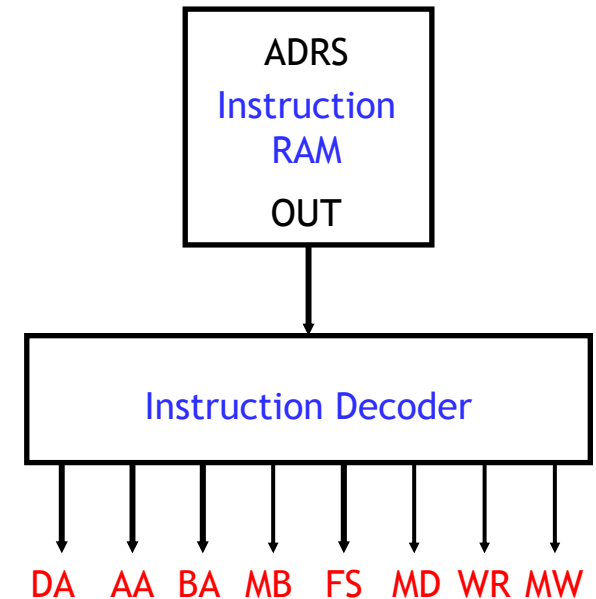 ADRS
Instruction
RAM
OUT
Instruction Decoder
DA AA BA MB FS MD WR MW